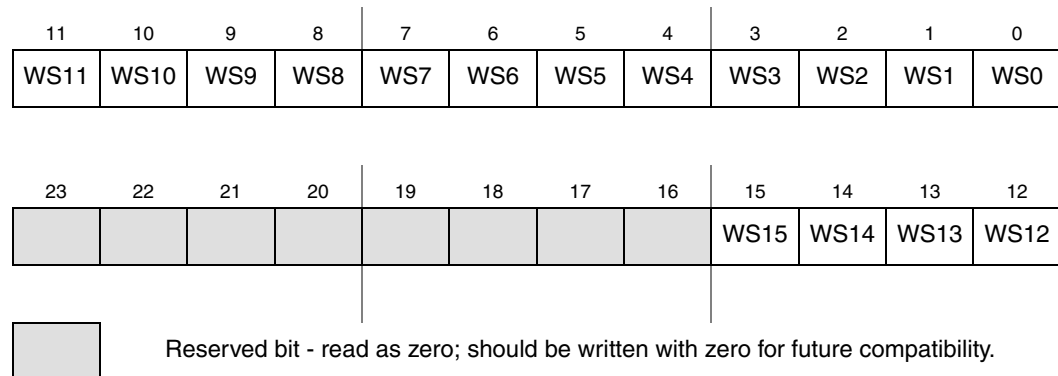 11 10 9 8 7 6 5 4 3 2 1 0
WS11 WS10 WS9 WS8 WS7 WS6 WS5 WS4 WS3 WS2 WS1 WS0
23 22 21 20 19 18 17 16 15 14 13 12
WS15 WS14 WS13 WS12
Reserved bit - read as zero; should be written with zero for future compatibility.